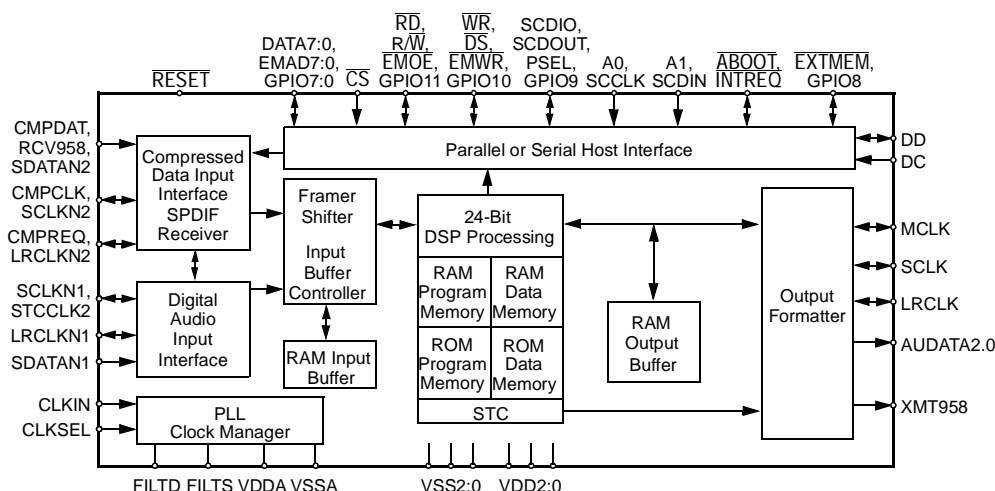 RESET
DATA7:0,
EMAD7:0,
GPIO7:0
CS
RD,
R/W,
EMOE,
GPIO11
WR,
DS,
EMWR,
GPIO10
SCDIO,
SCDOUT,
PSEL,
GPIO9
A0,
SCCLK
A1,
SCDIN
ABOOT,
INTREQ
EXTMEM,
GPIO8
CMPDAT,
RCV958,
SDATAN2
CMPCLK,
SCLKN2
CMPREQ,
LRCLKN2
SCLKN1,
STCCLK2
LRCLKN1
SDATAN1
CLKIN
CLKSEL
Parallel or Serial Host Interface
Compressed
Data Input
Interface
SPDIF
Receiver
Framer
Shifter
Input
Buffer
Controller
24-Bit
DSP Processing
RAM
Program
Memory
RAM
Data
Memory
ROM
Program
Memory
ROM
Data
Memory
STC
Digital
Audio
Input
Interface
RAM Input
Buffer
RAM
Output
Buffer
Output
Formatter
PLL
Clock Manager
DD
DC
MCLK
SCLK
LRCLK
AUDATA2.0
XMT958
FILTD FILTS VDDA VSSA
VSS2:0 VDD2:0